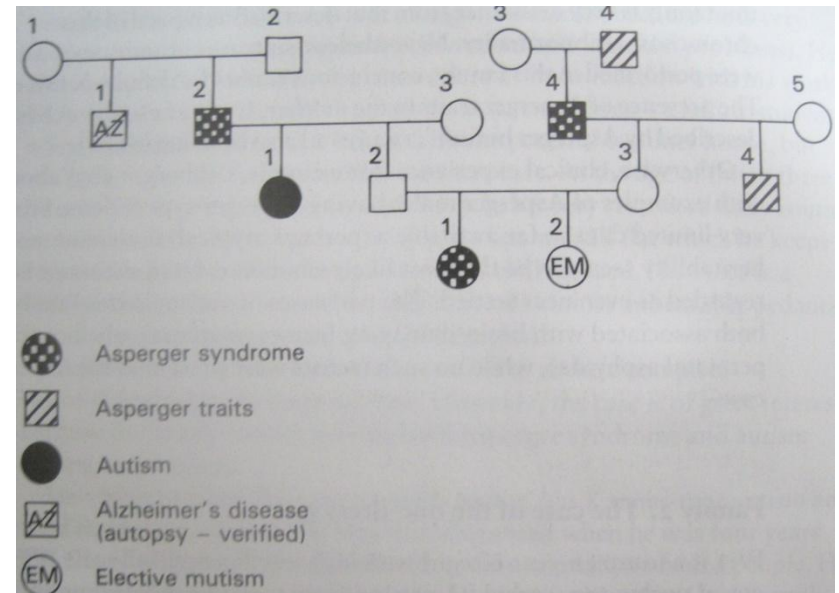 1 2 3 4
1 2 3 4 5
AZ
1 2 3 4
1 2
EM
Asperger syndrome
Asperger traits
Autism
AZ Alzheimer's disease
(autopsy – verified)
EM Elective mutism